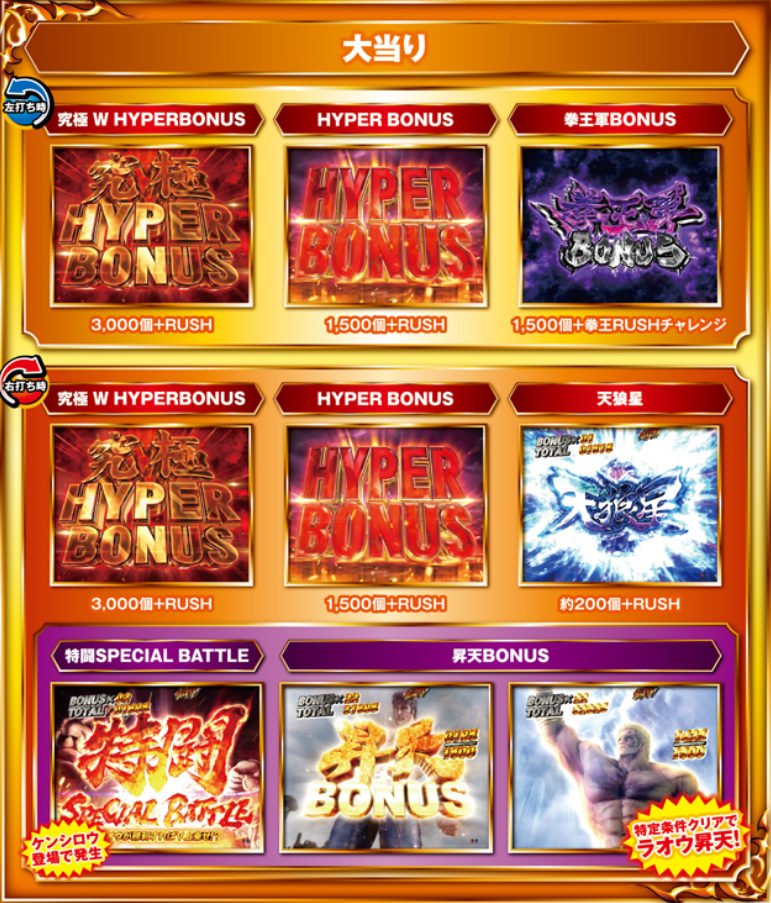 大当り
左打ち時
究極 W HYPERBONUS
HYPER BONUS
拳王軍BONUS
究極
HYPER
BONUS
HYPER
BONUS
拳王軍
BONUS
3,000個+RUSH
1,500個+RUSH
1,500個+拳王RUSHチャレンジ
右打ち時
究極 W HYPERBONUS
HYPER BONUS
天狼星
究極
HYPER
BONUS
HYPER
BONUS
BONUS×
TOTAL
天狼星
3,000個+RUSH
1,500個+RUSH
約200個+RUSH
特闘SPECIAL BATTLE
昇天BONUS
BONUS×
TOTAL
特闘
SPECIAL BATTLE
BONUS×
TOTAL
昇天
BONUS
BONUS×
TOTAL
ケンシロウ
登場で発生
特定条件クリアで
ラオウ昇天!